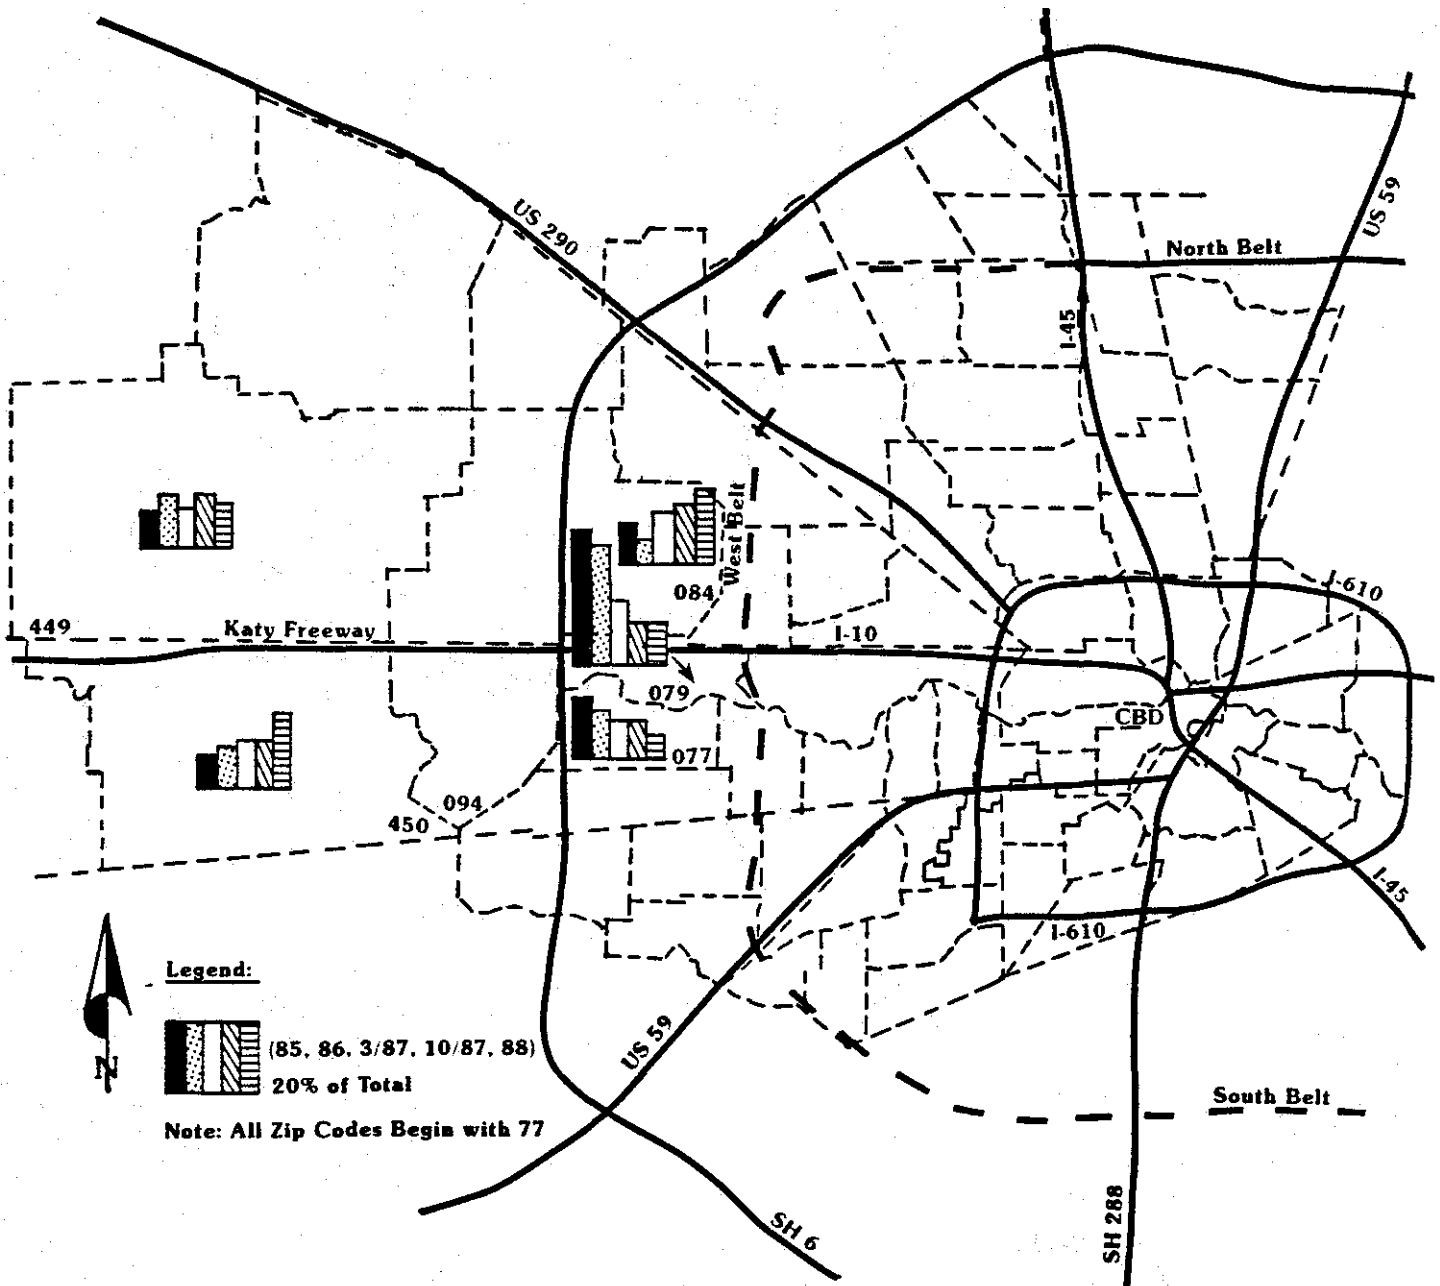 US 290
US 59
North Belt
I-45
West Belt
084
I-610
449
Katy Freeway
I-10
079
CBD
077
094
450
I-45
I-610
Legend:
(85, 86, 3/87, 10/87, 88)
20% of Total
N
US 59
South Belt
Note: All Zip Codes Begin with 77
SH 6
SH 288